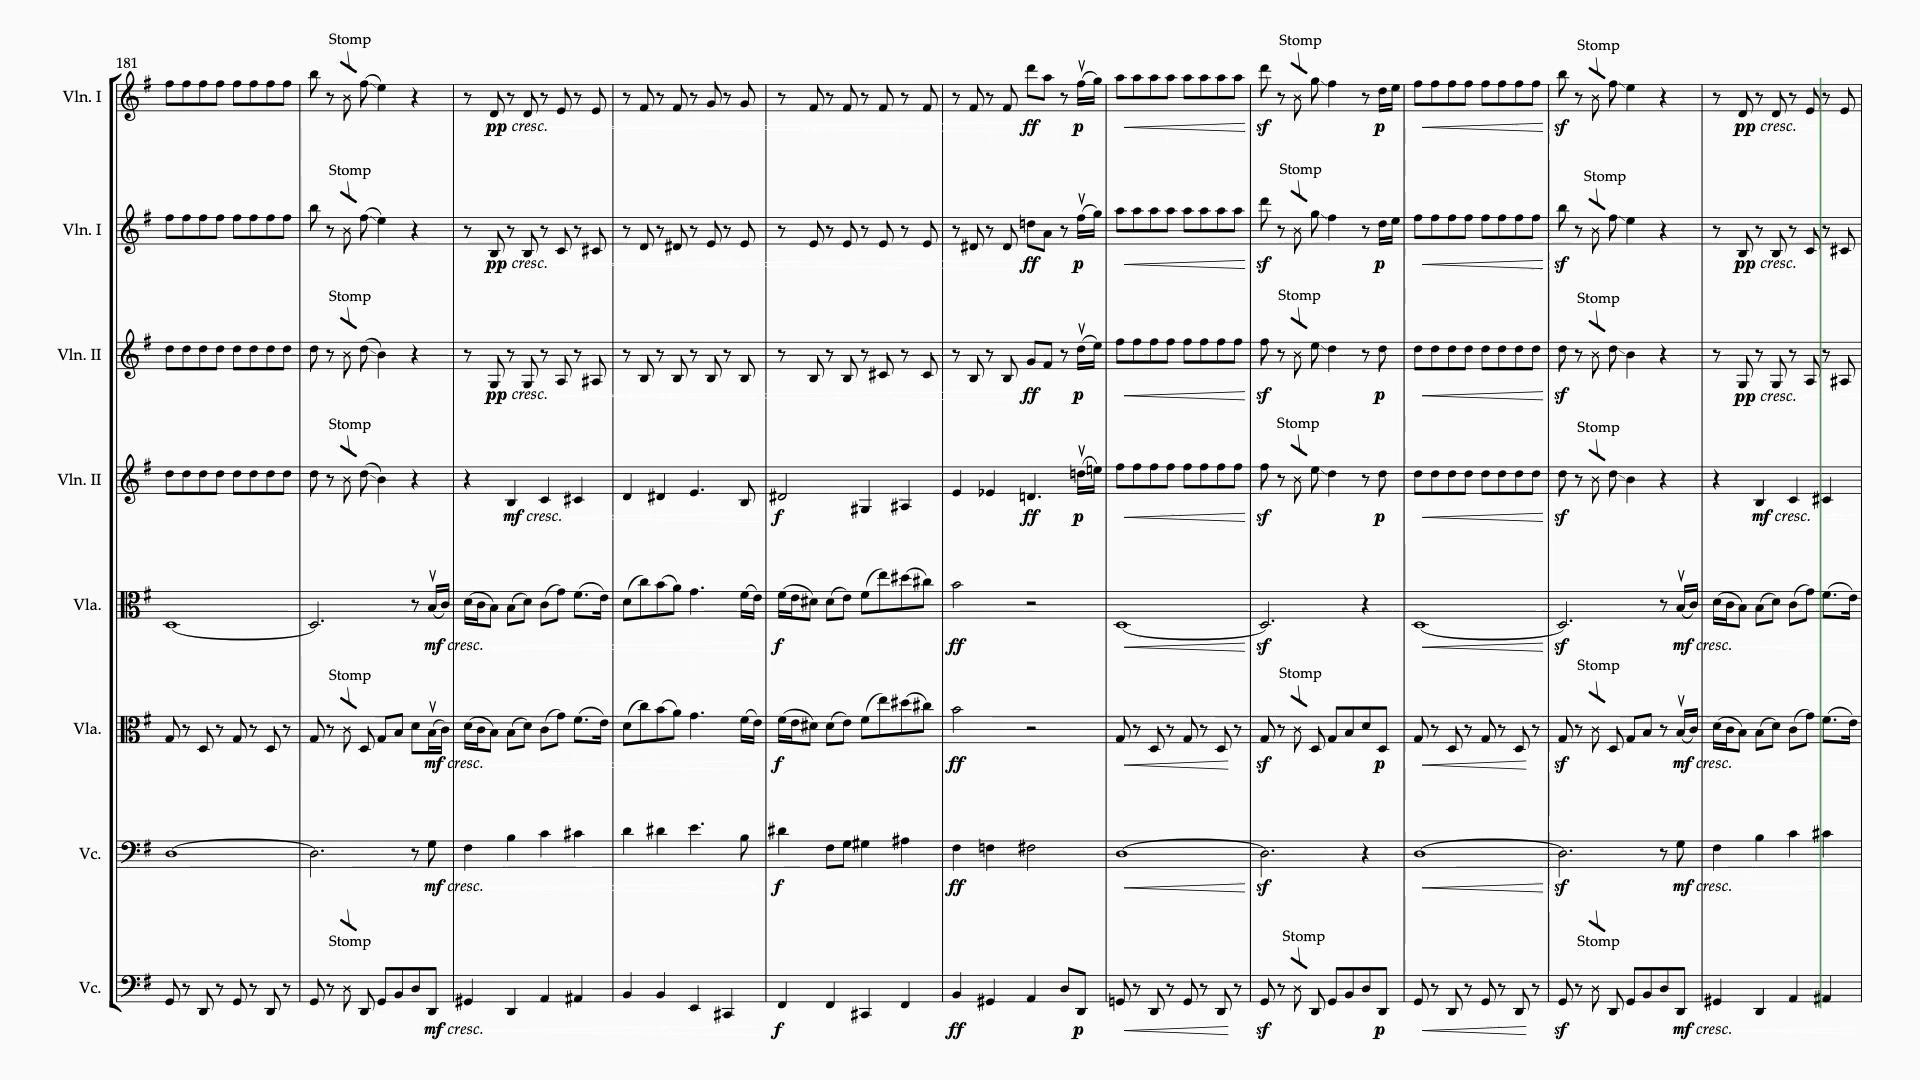 Stomp Stomp Stomp
181
Vln. I
pp cresc. ff p sf p sf pp cresc.
Stomp Stomp Stomp
Vln. I
pp cresc. ff p sf p sf pp cresc.
Stomp Stomp Stomp
Vln. II
pp cresc. ff p sf p sf pp cresc.
Stomp Stomp Stomp
Vln. II
mf cresc. f ff p sf p sf mf cresc.
Vla.
mf cresc. f ff sf sf mf cresc.
Stomp Stomp Stomp
Vla.
mf cresc. f ff sf p sf mf cresc.
Vc.
mf cresc. f ff sf sf mf cresc.
Stomp Stomp Stomp
Vc.
mf cresc. f ff p sf p sf mf cresc.